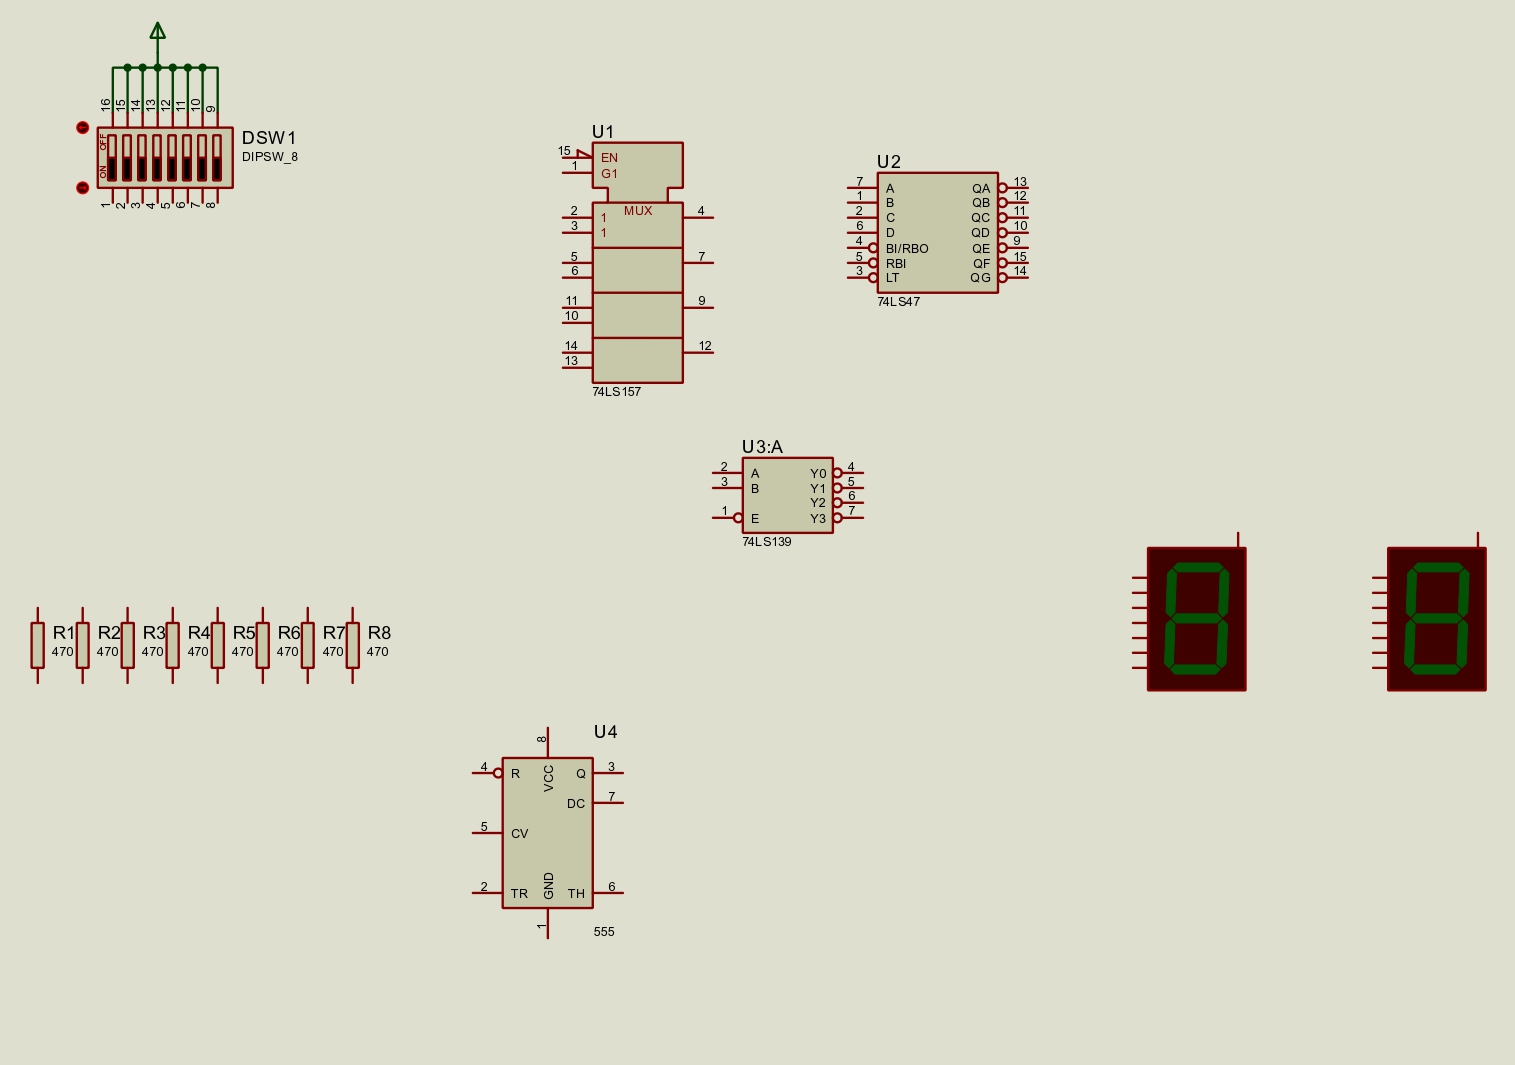 16 15 14 13 12 11 10 9
OFF
ON
1 2 3 4 5 6 7 8
DSW1
DIPSW_8
U1
15 EN
1 G1
MUX
2 1 4
3 1
5 7
6
11 9
10
14 12
13
74LS157
U2
7 A QA 13
1 B QB 12
2 C QC 11
6 D QD 10
4 BI/RBO QE 9
5 RBI QF 15
3 LT QG 14
74LS47
U3:A
2 A Y0 4
3 B Y1 5
Y2 6
1 E Y3 7
74LS139
R1 R2 R3 R4 R5 R6 R7 R8
470 470 470 470 470 470 470 470
U4
8
4 R VCC Q 3
DC 7
5 CV
2 TR GND TH 6
1
555